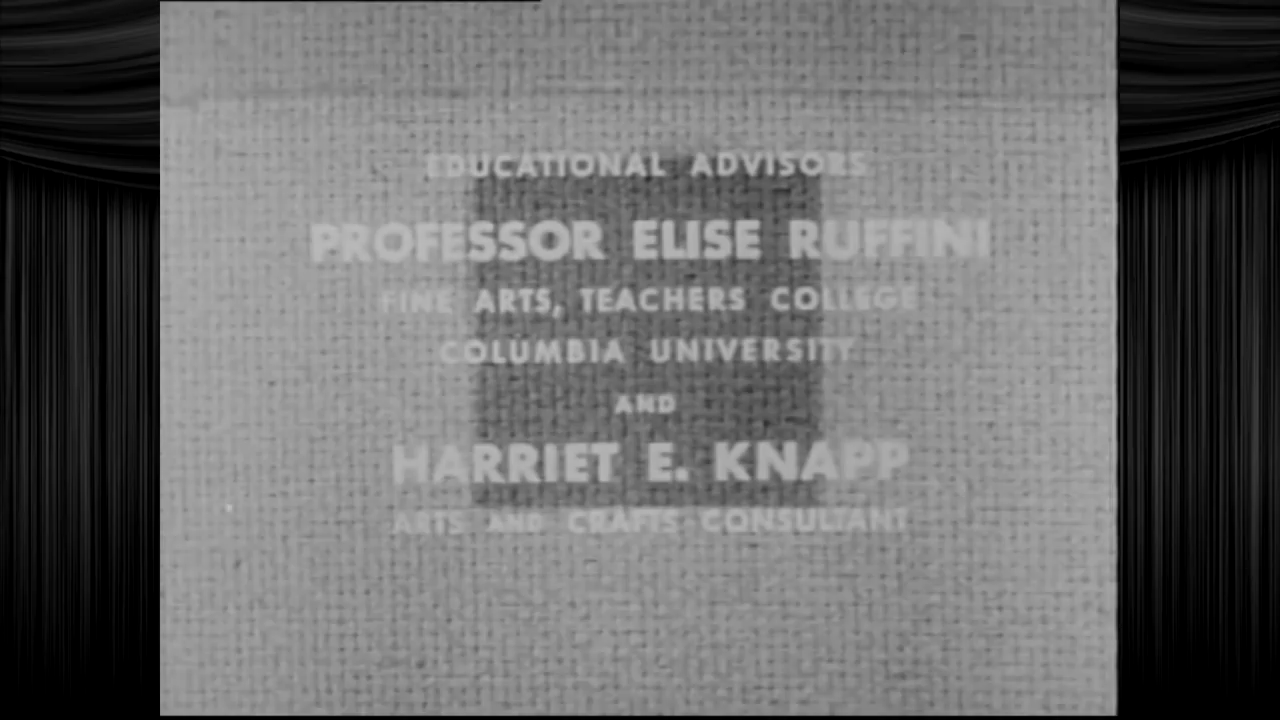 EDUCATIONAL ADVISORS
PROFESSOR ELISE RUFFINI
FINE ARTS, TEACHERS COLLEGE
COLUMBIA UNIVERSITY
AND
HARRIET E. KNAPP
ARTS AND CRAFTS CONSULTANT